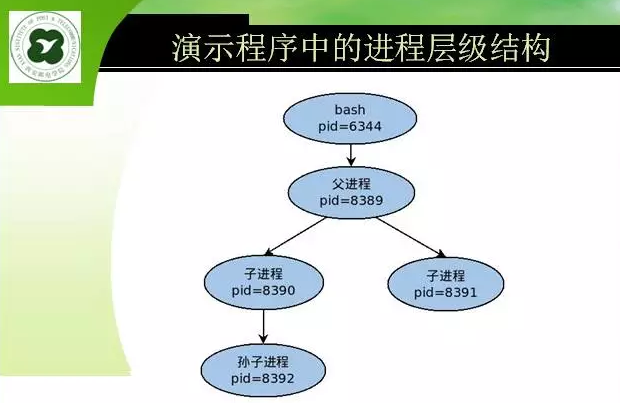 演示程序中的进程层级结构
bash
pid=6344
父进程
pid=8389
子进程
pid=8390
子进程
pid=8391
孙子进程
pid=8392